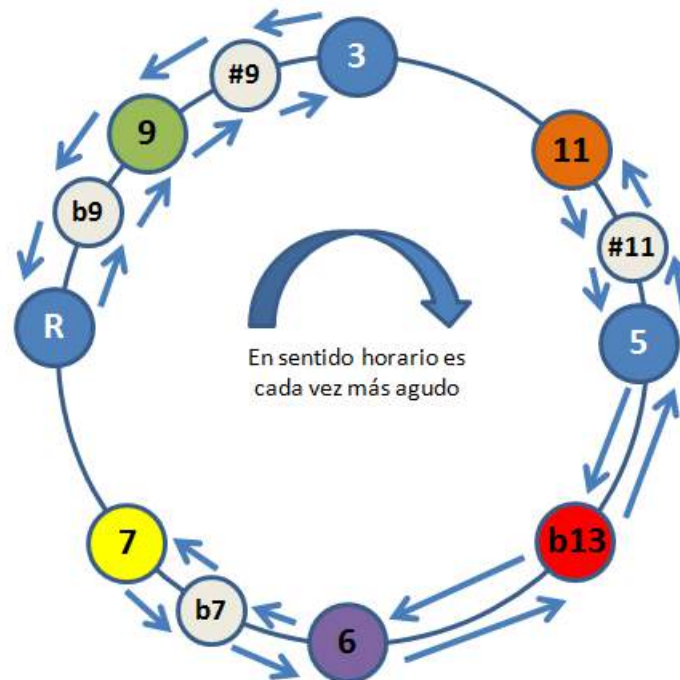 3
#9
9
11
b9
#11
R
5
En sentido horario es
cada vez más agudo
7
b13
b7
6